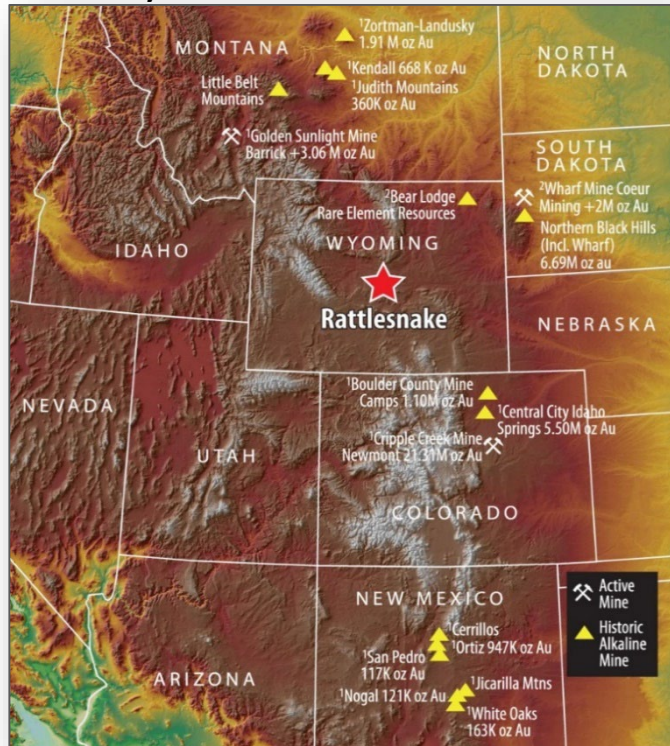 MONTANA
¹Zortman-Landusky
1.91 M oz Au
¹Kendall 668 K oz Au
Little Belt
Mountains
¹Judith Mountains
360K oz Au
¹Golden Sunlight Mine
Barrick +3.06 M oz Au
NORTH
DAKOTA
SOUTH
DAKOTA
²Wharf Mine Coeur
Mining +2M oz Au
Northern Black Hills
(Incl. Wharf)
6.69M oz au
²Bear Lodge
Rare Element Resources
IDAHO
WYOMING
Rattlesnake
NEBRASKA
NEVADA
UTAH
¹Boulder County Mine
Camps 1.10M oz Au
¹Central City Idaho
Springs 5.50M oz Au
¹Cripple Creek Mine
Newmont 21.31M oz Au
COLORADO
NEW MEXICO
ARIZONA
¹Cerrillos
¹Ortiz 947K oz Au
¹San Pedro
117K oz Au
¹Jicarilla Mtns
¹Nogal 121K oz Au
¹White Oaks
163K oz Au
Active
Mine
Historic
Alkaline
Mine